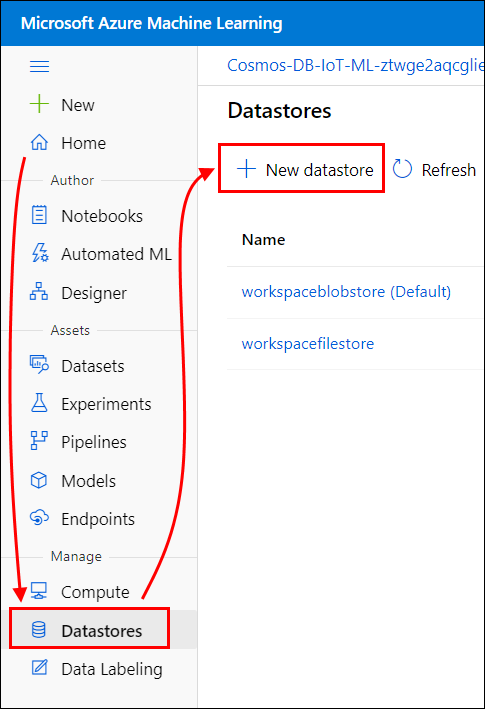 Microsoft Azure Machine Learning
New
Home
Author
Notebooks
Automated ML
Designer
Assets
Datasets
Experiments
Pipelines
Models
Endpoints
Manage
Compute
Datastores
Data Labeling
Cosmos-DB-IoT-ML-ztwge2aqcglie
Datastores
New datastore
Refresh
Name
workspaceblobstore (Default)
workspacefilestore